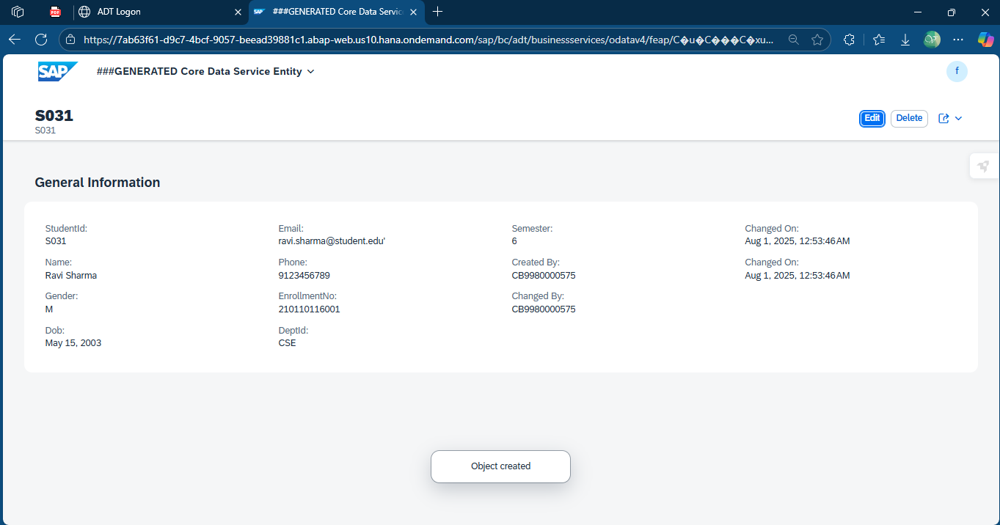 ADT Logon
###GENERATED Core Data Servic
https://7ab63f61-d9c7-4bcf-9057-beead39881c1.abap-web.us10.hana.ondemand.com/sap/bc/adt/businessservices/odatav4/feap/C�u�C���C�xu...
SAP ###GENERATED Core Data Service Entity
f
S031
S031
Edit
Delete
General Information
StudentId:
S031
Name:
Ravi Sharma
Gender:
M
Dob:
May 15, 2003
Email:
ravi.sharma@student.edu'
Phone:
9123456789
EnrollmentNo:
210110116001
DeptId:
CSE
Semester:
6
Created By:
CB9980000575
Changed By:
CB9980000575
Changed On:
Aug 1, 2025, 12:53:46 AM
Changed On:
Aug 1, 2025, 12:53:46 AM
Object created